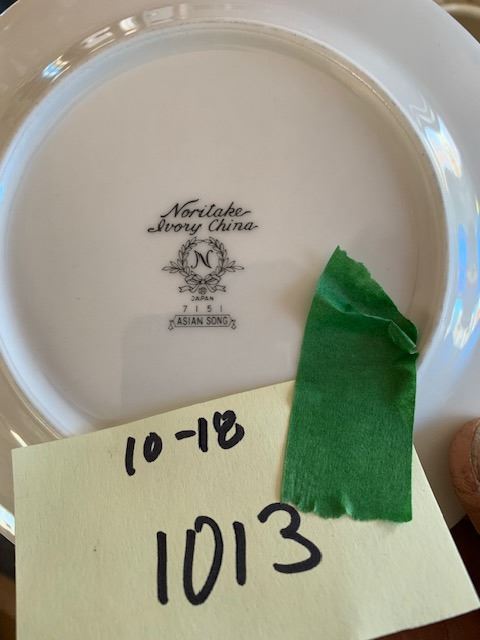 Noritake
Ivory China
N
JAPAN
7151
ASIAN SONG
10-18
1013